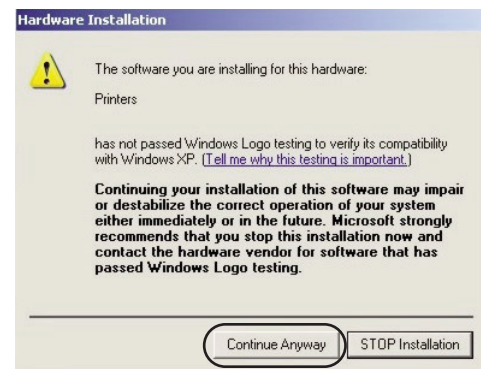 Hardware Installation
The software you are installing for this hardware:
Printers
has not passed Windows Logo testing to verify its compatibility
with Windows XP. (Tell me why this testing is important.)
Continuing your installation of this software may impair
or destabilize the correct operation of your system
either immediately or in the future. Microsoft strongly
recommends that you stop this installation now and
contact the hardware vendor for software that has
passed Windows Logo testing.
Continue Anyway STOP Installation